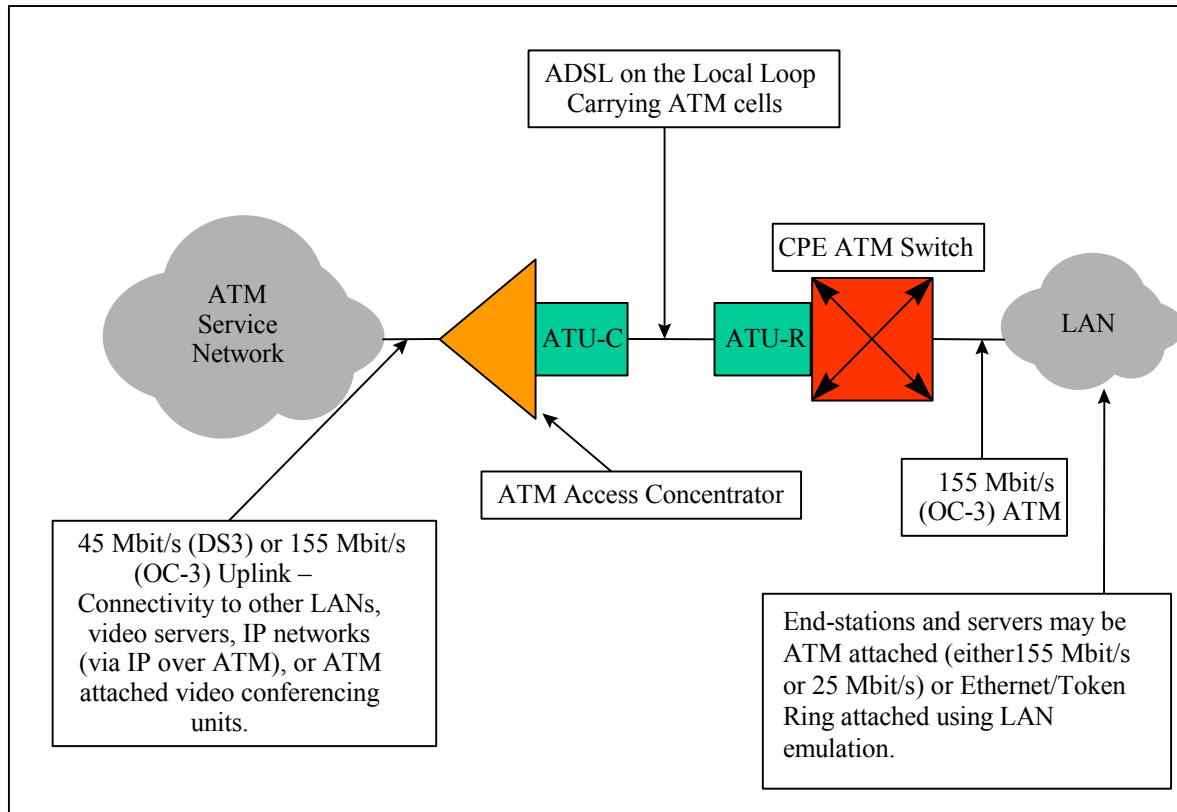 ADSL on the Local Loop
Carrying ATM cells
CPE ATM Switch
ATM
Service
Network
ATU-C
ATU-R
LAN
ATM Access Concentrator
155 Mbit/s
(OC-3) ATM
45 Mbit/s (DS3) or 155 Mbit/s
(OC-3) Uplink –
Connectivity to other LANs,
video servers, IP networks
(via IP over ATM), or ATM
attached video conferencing
units.
End-stations and servers may be
ATM attached (either155 Mbit/s
or 25 Mbit/s) or Ethernet/Token
Ring attached using LAN
emulation.